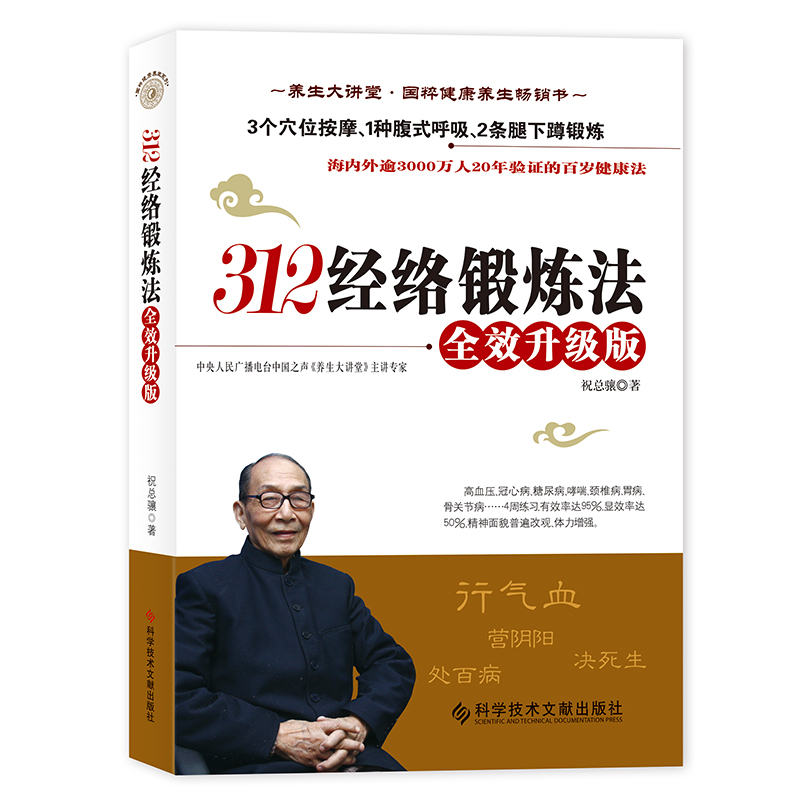 ~养生大讲堂·国粹健康养生畅销书~
3个穴位按摩、1种腹式呼吸、2条腿下蹲锻炼
海内外逾3000万人20年验证的百岁健康法
312经络锻炼法
全效升级版
中央人民广播电台中国之声《养生大讲堂》主讲专家
祝总骧◎著
高血压,冠心病,糖尿病,哮喘,颈椎病,胃病,
骨关节病……4周练习有效率达95%,显效率达
50%,精神面貌普遍改观,体力增强。
行气血
营阴阳
决死生
处百病
科学技术文献出版社
SCIENTIFIC AND TECHNICAL DOCUMENTATION PRESS
312经络锻炼法
全效升级版
祝总骧◎著
科学技术文献出版社